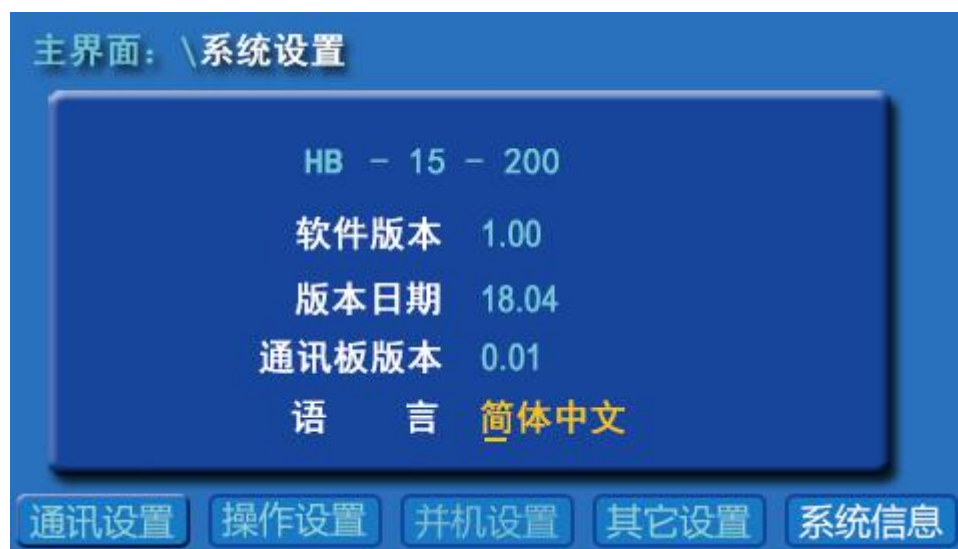 主界面：\系统设置
HB - 15 - 200
软件版本 1.00
版本日期 18.04
通讯板版本 0.01
语 言 简体中文
通讯设置 操作设置 并机设置 其它设置 系统信息